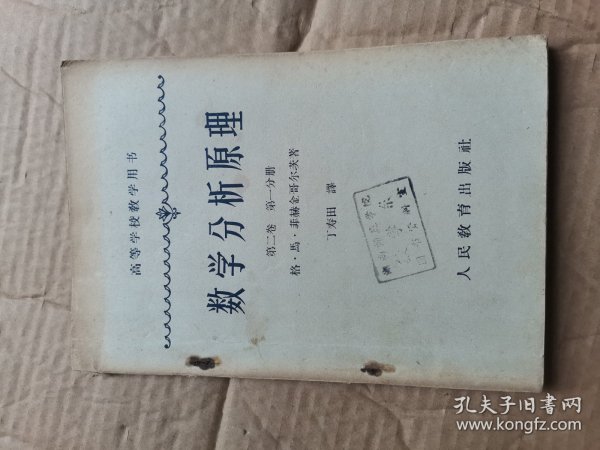 高等学校教学用书
数学分析原理
第二卷 第一分册
格·馬·菲赫金哥尔茨著
丁寿田 譯
人民教育出版社
孔夫子旧书网
www.kongfz.com